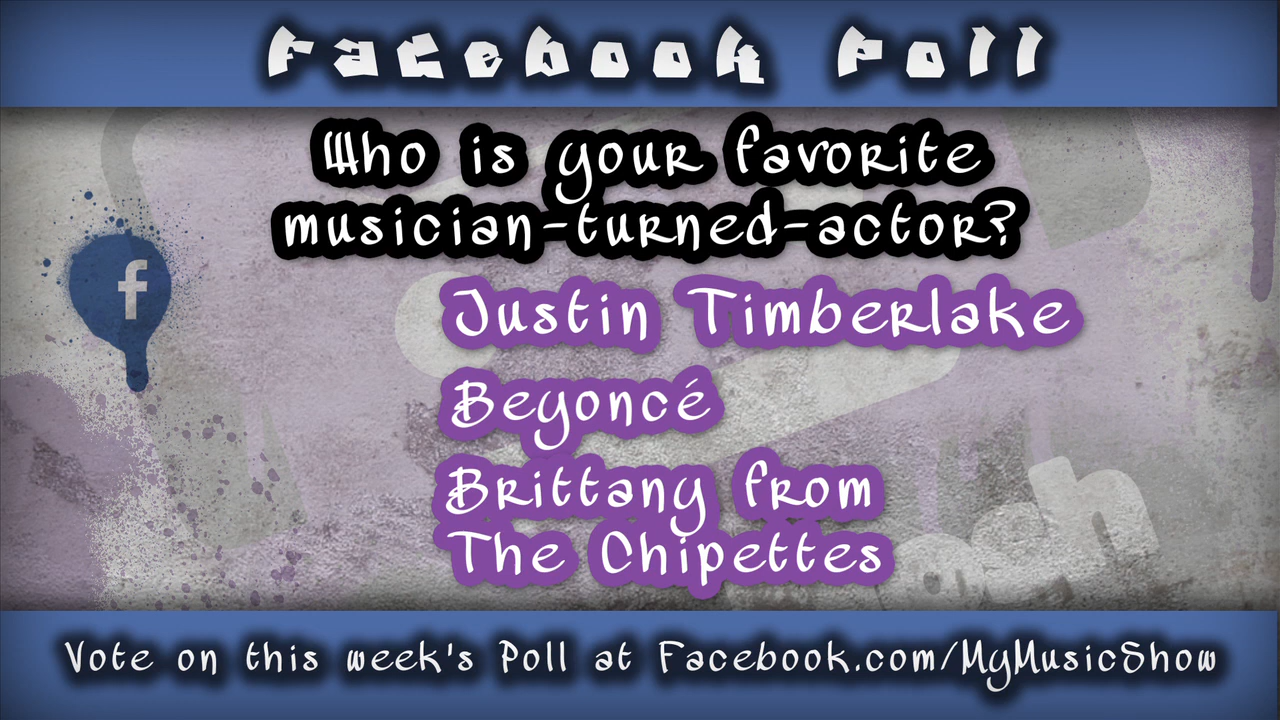 Facebook Poll
Who is your favorite
musician-turned-actor?
f
Justin Timberlake
Beyoncé
Brittany from
The Chipettes
Vote on this week's Poll at Facebook.com/MyMusicShow